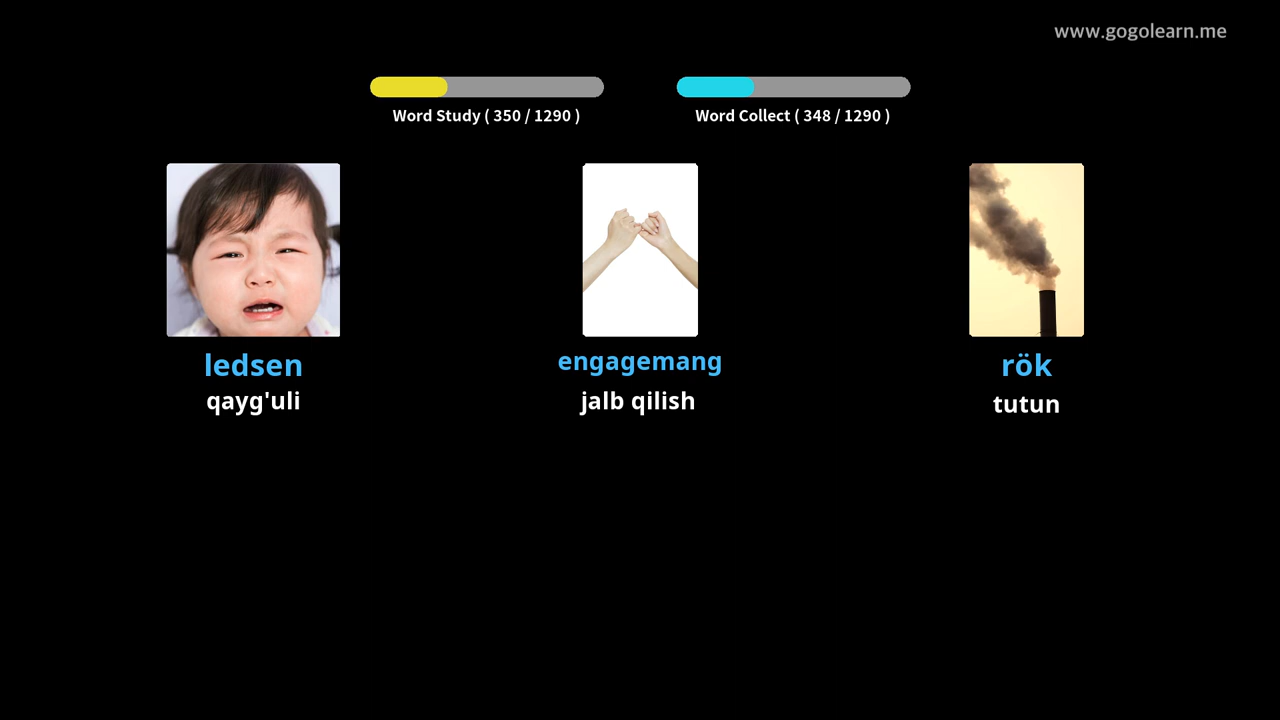 www.gogolearn.me
Word Study ( 350 / 1290 )
Word Collect ( 348 / 1290 )
ledsen
engagemang
rök
qayg'uli
jalb qilish
tutun